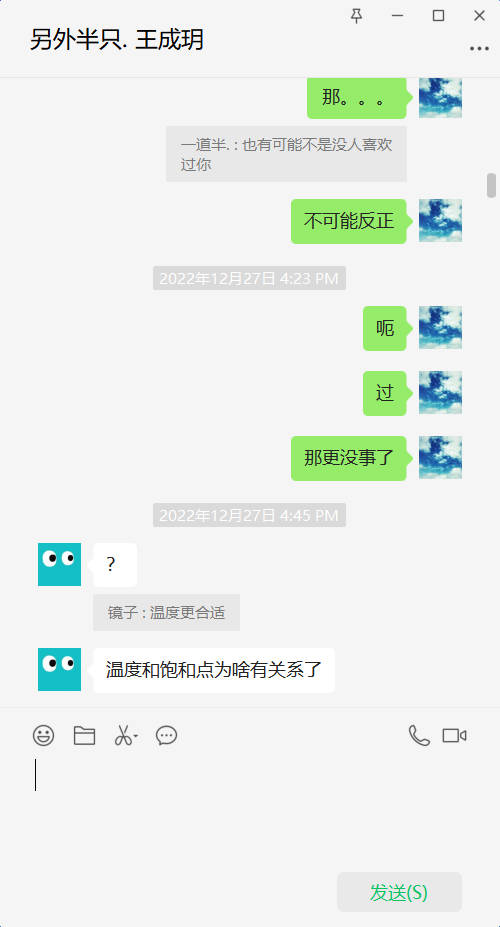 另外半只. 王成玥
那。。。
一道半. : 也有可能不是没人喜欢
过你
不可能反正
2022年12月27日 4:23 PM
呃
过
那更没事了
2022年12月27日 4:45 PM
？
镜子 : 温度更合适
温度和饱和点为啥有关系了
发送(S)